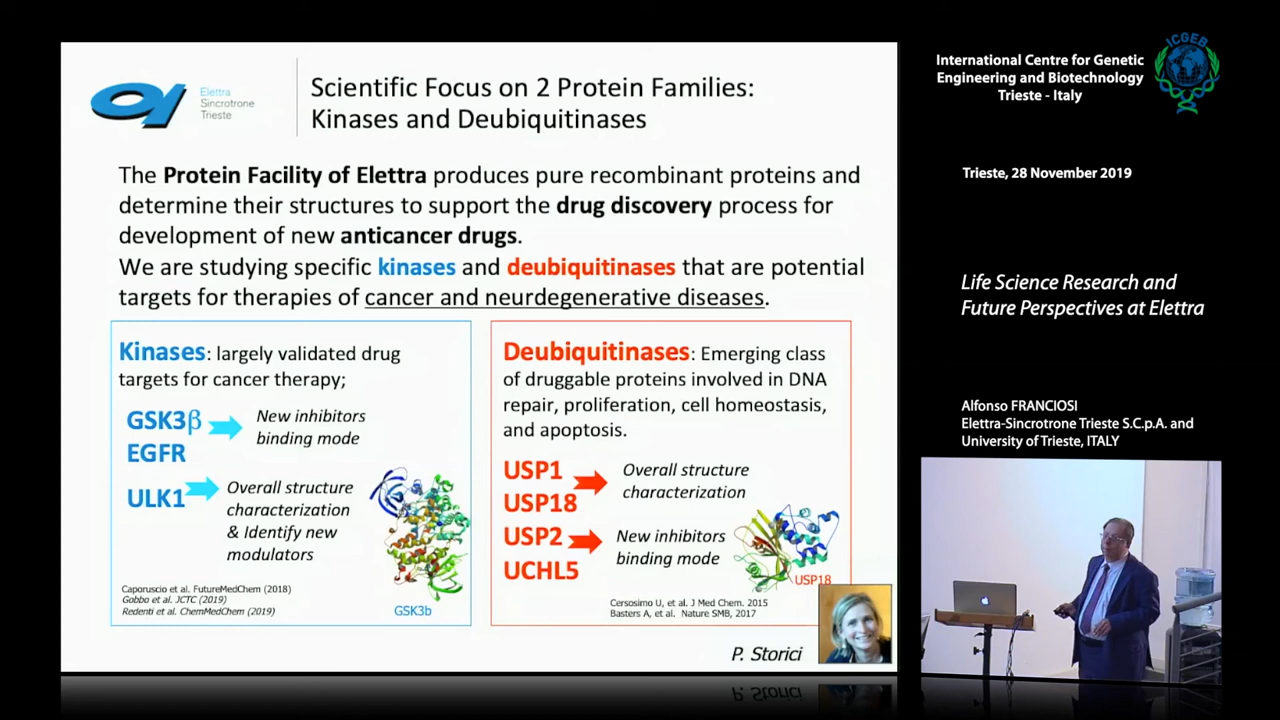 Elettra
Sincrotrone
Trieste
Scientific Focus on 2 Protein Families:
Kinases and Deubiquitinases
The Protein Facility of Elettra produces pure recombinant proteins and
determine their structures to support the drug discovery process for
development of new anticancer drugs.
We are studying specific kinases and deubiquitinases that are potential
targets for therapies of cancer and neurdegenerative diseases.
Kinases: largely validated drug
targets for cancer therapy;
GSK3β
EGFR
New inhibitors
binding mode
ULK1
Overall structure
characterization
& Identify new
modulators
Caporuscio et al. FutureMedChem (2018)
Gobbo et al. JCTC (2019)
Redenti et al. ChemMedChem (2019)
GSK3b
Deubiquitinases: Emerging class
of druggable proteins involved in DNA
repair, proliferation, cell homeostasis,
and apoptosis.
USP1
USP18
Overall structure
characterization
USP2
UCHL5
New inhibitors
binding mode
USP18
Cersosimo U, et al. J Med Chem. 2015
Basters A, et al. Nature SMB, 2017
P. Storici
International Centre for Genetic
Engineering and Biotechnology
Trieste - Italy
ICGEB
Trieste, 28 November 2019
Life Science Research and
Future Perspectives at Elettra
Alfonso FRANCIOSI
Elettra-Sincrotrone Trieste S.C.p.A. and
University of Trieste, ITALY